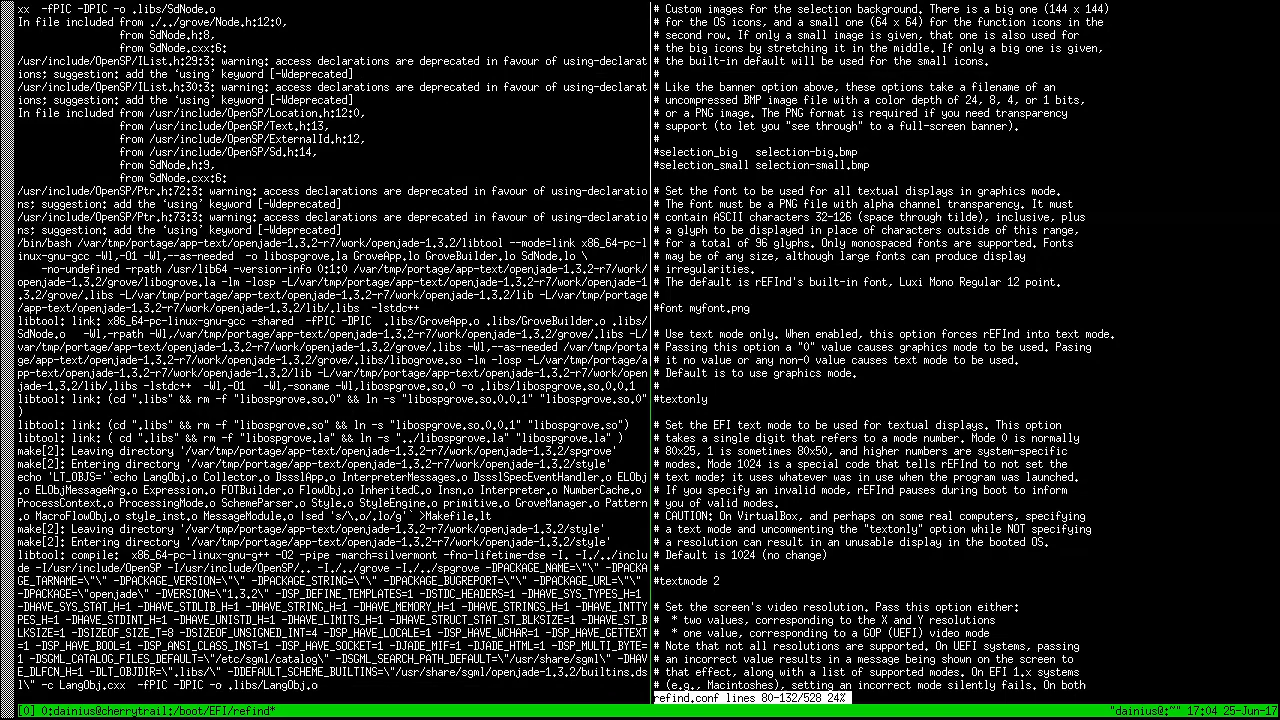 xx  -fPIC -DPIC -o .libs/SdNode.o
In file included from ./../grove/Node.h:12:0,
                 from SdNode.h:8,
                 from SdNode.cxx:6:
/usr/include/OpenSP/IList.h:29:3: warning: access declarations are deprecated in favour of using-declarat
ions; suggestion: add the ‘using’ keyword [-Wdeprecated]
/usr/include/OpenSP/IList.h:30:3: warning: access declarations are deprecated in favour of using-declarat
ions; suggestion: add the ‘using’ keyword [-Wdeprecated]
In file included from /usr/include/OpenSP/Location.h:12:0,
                 from /usr/include/OpenSP/Text.h:13,
                 from /usr/include/OpenSP/ExternalId.h:12,
                 from /usr/include/OpenSP/Sd.h:14,
                 from SdNode.h:9,
                 from SdNode.cxx:6:
/usr/include/OpenSP/Ptr.h:72:3: warning: access declarations are deprecated in favour of using-declaratio
ns; suggestion: add the ‘using’ keyword [-Wdeprecated]
/usr/include/OpenSP/Ptr.h:73:3: warning: access declarations are deprecated in favour of using-declaratio
ns; suggestion: add the ‘using’ keyword [-Wdeprecated]
/bin/bash /var/tmp/portage/app-text/openjade-1.3.2-r7/work/openjade-1.3.2/libtool --mode=link x86_64-pc-l
inux-gnu-gcc -Wl,-O1 -Wl,--as-needed  -o libospgrove.la GroveApp.lo GroveBuilder.lo SdNode.lo \
    -no-undefined -rpath /usr/lib64 -version-info 0:1:0 /var/tmp/portage/app-text/openjade-1.3.2-r7/work/
openjade-1.3.2/grove/libogrove.la -lm -losp -L/var/tmp/portage/app-text/openjade-1.3.2-r7/work/openjade-1
.3.2/grove/.libs -L/var/tmp/portage/app-text/openjade-1.3.2-r7/work/openjade-1.3.2/lib -L/var/tmp/portage
/app-text/openjade-1.3.2-r7/work/openjade-1.3.2/lib/.libs -lstdc++
libtool: link: x86_64-pc-linux-gnu-gcc -shared  -fPIC -DPIC  .libs/GroveApp.o .libs/GroveBuilder.o .libs/
SdNode.o  -Wl,-rpath -Wl,/var/tmp/portage/app-text/openjade-1.3.2-r7/work/openjade-1.3.2/grove/.libs -L/
var/tmp/portage/app-text/openjade-1.3.2-r7/work/openjade-1.3.2/grove/.libs -Wl,--as-needed /var/tmp/porta
ge/app-text/openjade-1.3.2-r7/work/openjade-1.3.2/grove/.libs/libogrove.so -lm -losp -L/var/tmp/portage/a
pp-text/openjade-1.3.2-r7/work/openjade-1.3.2/lib -L/var/tmp/portage/app-text/openjade-1.3.2-r7/work/open
jade-1.3.2/lib/.libs -lstdc++  -Wl,-O1   -Wl,-soname -Wl,libospgrove.so.0 -o .libs/libospgrove.so.0.0.1
libtool: link: (cd ".libs" && rm -f "libospgrove.so.0" && ln -s "libospgrove.so.0.0.1" "libospgrove.so.0"
)
libtool: link: (cd ".libs" && rm -f "libospgrove.so" && ln -s "libospgrove.so.0.0.1" "libospgrove.so")
libtool: link: ( cd ".libs" && rm -f "libospgrove.la" && ln -s "../libospgrove.la" "libospgrove.la" )
make[2]: Leaving directory '/var/tmp/portage/app-text/openjade-1.3.2-r7/work/openjade-1.3.2/spgrove'
make[2]: Entering directory '/var/tmp/portage/app-text/openjade-1.3.2-r7/work/openjade-1.3.2/style'
echo 'LT_OBJS=' `echo LangObj.o Collector.o DssslApp.o InterpreterMessages.o DssslSpecEventHandler.o ELObj
.o ELObjMessageArg.o Expression.o FOTBuilder.o FlowObj.o InheritedC.o Insn.o Interpreter.o NumberCache.o
ProcessContext.o ProcessingMode.o SchemeParser.o Style.o StyleEngine.o primitive.o GroveManager.o Pattern
.o MacroFlowObj.o style_inst.o MessageModule.o |sed 's/\.o/.lo/g'` >Makefile.lt
make[2]: Leaving directory '/var/tmp/portage/app-text/openjade-1.3.2-r7/work/openjade-1.3.2/style'
make[2]: Entering directory '/var/tmp/portage/app-text/openjade-1.3.2-r7/work/openjade-1.3.2/style'
libtool: compile:  x86_64-pc-linux-gnu-g++ -O2 -pipe -march=silvermont -fno-lifetime-dse -I. -I./../inclu
de -I/usr/include/OpenSP -I/usr/include/OpenSP/.. -I./../grove -I./../spgrove -DPACKAGE_NAME=\"\" -DPACKA
GE_TARNAME=\"\" -DPACKAGE_VERSION=\"\" -DPACKAGE_STRING=\"\" -DPACKAGE_BUGREPORT=\"\" -DPACKAGE_URL=\"\"
-DPACKAGE=\"openjade\" -DVERSION=\"1.3.2\" -DSP_DEFINE_TEMPLATES=1 -DSTDC_HEADERS=1 -DHAVE_SYS_TYPES_H=1
-DHAVE_SYS_STAT_H=1 -DHAVE_STDLIB_H=1 -DHAVE_STRING_H=1 -DHAVE_MEMORY_H=1 -DHAVE_STRINGS_H=1 -DHAVE_INTTY
PES_H=1 -DHAVE_STDINT_H=1 -DHAVE_UNISTD_H=1 -DHAVE_LIMITS_H=1 -DHAVE_STRUCT_STAT_ST_BLKSIZE=1 -DHAVE_ST_B
LKSIZE=1 -DSIZEOF_SIZE_T=8 -DSIZEOF_UNSIGNED_INT=4 -DSP_HAVE_LOCALE=1 -DSP_HAVE_WCHAR=1 -DHAVE_GETTEXT
=1 -DSP_HAVE_BOOL=1 -DSP_ANSI_CLASS_INST=1 -DSP_HAVE_SOCKET=1 -DJADE_MIF=1 -DJADE_HTML=1 -DSP_MULTI_BYTE=
1 -DSGML_CATALOG_FILES_DEFAULT=\"/etc/sgml/catalog\" -DSGML_SEARCH_PATH_DEFAULT=\"/usr/share/sgml\" -DHAV
E_DLFCN_H=1 -DLT_OBJDIR=\".libs/\" -DDEFAULT_SCHEME_BUILTINS=\"/usr/share/sgml/openjade-1.3.2/builtins.ds
l\" -c LangObj.cxx  -fPIC -DPIC -o .libs/LangObj.o
# Custom images for the selection background. There is a big one (144 x 144)
# for the OS icons, and a small one (64 x 64) for the function icons in the
# second row. If only a small image is given, that one is also used for
# the big icons by stretching it in the middle. If only a big one is given,
# the built-in default will be used for the small icons.
#
# Like the banner option above, these options take a filename of an
# uncompressed BMP image file with a color depth of 24, 8, 4, or 1 bits,
# or a PNG image. The PNG format is required if you need transparency
# support (to let you "see through" to a full-screen banner).
#
#selection_big   selection-big.bmp
#selection_small selection-small.bmp

# Set the font to be used for all textual displays in graphics mode.
# The font must be a PNG file with alpha channel transparency. It must
# contain ASCII characters 32-126 (space through tilde), inclusive, plus
# a glyph to be displayed in place of characters outside of this range,
# for a total of 96 glyphs. Only monospaced fonts are supported. Fonts
# may be of any size, although large fonts can produce display
# irregularities.
# The default is rEFInd's built-in font, Luxi Mono Regular 12 point.
#
#font myfont.png

# Use text mode only. When enabled, this option forces rEFInd into text mode.
# Passing this option a "0" value causes graphics mode to be used. Pasing
# it no value or any non-0 value causes text mode to be used.
# Default is to use graphics mode.
#
#textonly

# Set the EFI text mode to be used for textual displays. This option
# takes a single digit that refers to a mode number. Mode 0 is normally
# 80x25, 1 is sometimes 80x50, and higher numbers are system-specific
# modes. Mode 1024 is a special code that tells rEFInd to not set the
# text mode; it uses whatever was in use when the program was launched.
# If you specify an invalid mode, rEFInd pauses during boot to inform
# you of valid modes.
# CAUTION: On VirtualBox, and perhaps on some real computers, specifying
# a text mode and uncommenting the "textonly" option while NOT specifying
# a resolution can result in an unusable display in the booted OS.
# Default is 1024 (no change)
#
#textmode 2

# Set the screen's video resolution. Pass this option either:
#  * two values, corresponding to the X and Y resolutions
#  * one value, corresponding to a GOP (UEFI) video mode
# Note that not all resolutions are supported. On UEFI systems, passing
# an incorrect value results in a message being shown on the screen to
# that effect, along with a list of supported modes. On EFI 1.x systems
# (e.g., Macintoshes), setting an incorrect mode silently fails. On both
refind.conf lines 80-132/528 24%
[0] 0:dainius@cherrytrail:/boot/EFI/refind* "dainius@:~" 17:04 25-Jun-17